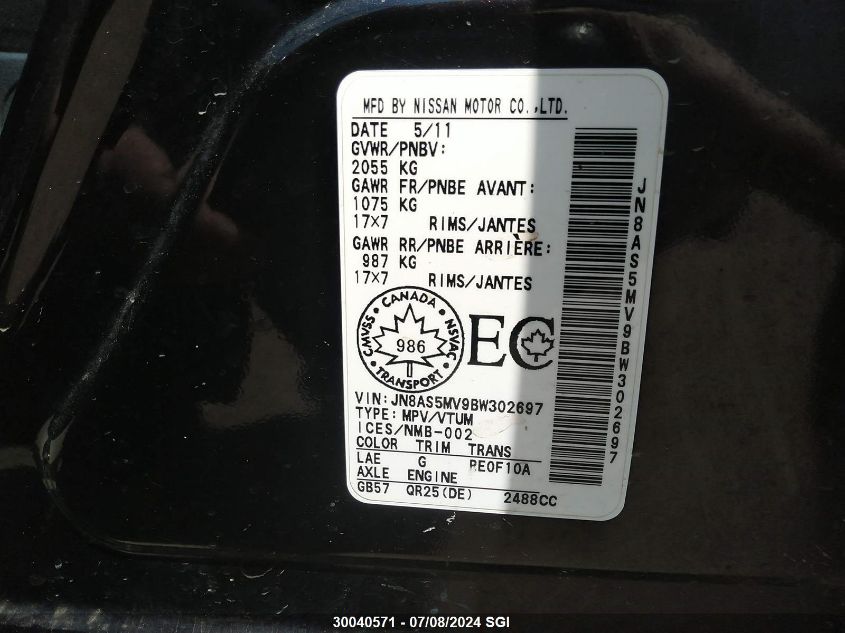 MFD BY NISSAN MOTOR CO.,LTD.
DATE 5/11
GVWR/PNBV:
2055 KG
GAWR FR/PNBE AVANT:
1075 KG
17×7 RIMS/JANTES
GAWR RR/PNBE ARRIÈRE:
987 KG
17×7 RIMS/JANTES
CANADA
CMVSS NSVAC
986
TRANSPORT
EC
VIN: JN8AS5MV9BW302697
TYPE: MPV/VTUM
ICES/NMB-002
COLOR TRIM TRANS
LAE G RE0F10A
AXLE ENGINE
GB57 QR25(DE) 2488CC
JN8AS5MV9BW302697
30040571 - 07/08/2024 SGI